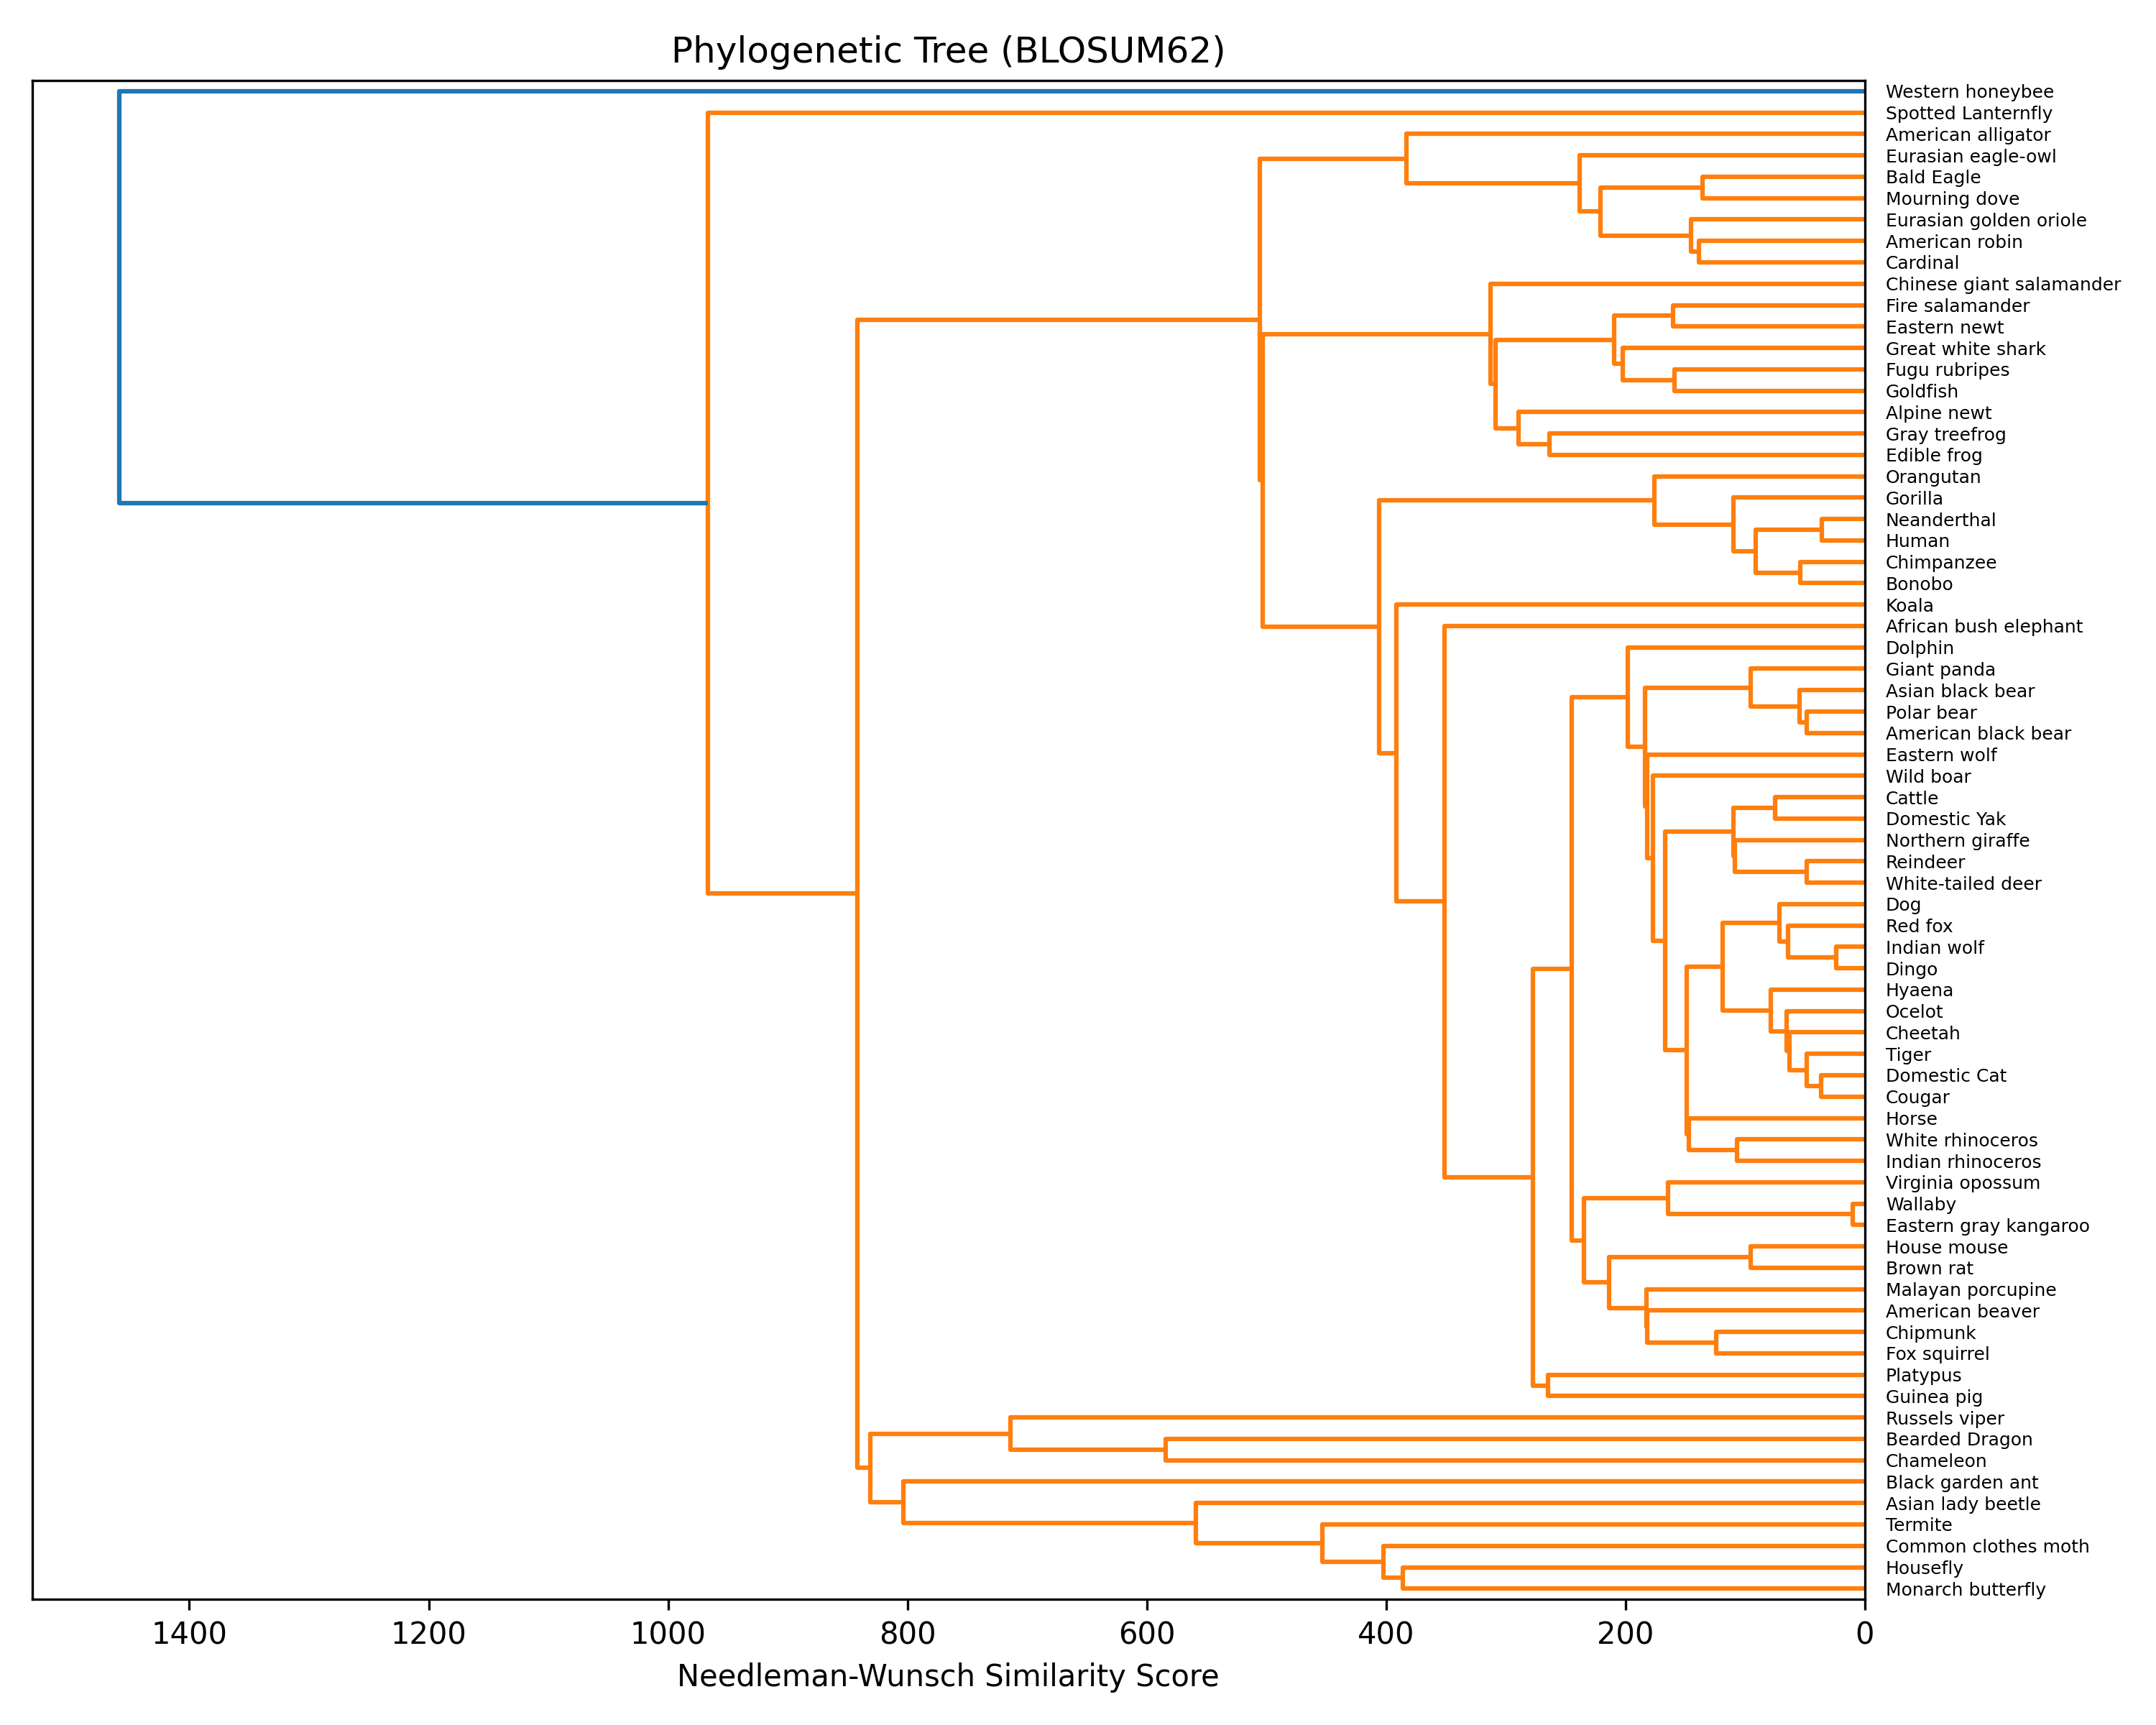 Phylogenetic Tree (BLOSUM62)
Western honeybee
Spotted Lanternfly
American alligator
Eurasian eagle-owl
Bald Eagle
Mourning dove
Eurasian golden oriole
American robin
Cardinal
Chinese giant salamander
Fire salamander
Eastern newt
Great white shark
Fugu rubripes
Goldfish
Alpine newt
Gray treefrog
Edible frog
Orangutan
Gorilla
Neanderthal
Human
Chimpanzee
Bonobo
Koala
African bush elephant
Dolphin
Giant panda
Asian black bear
Polar bear
American black bear
Eastern wolf
Wild boar
Cattle
Domestic Yak
Northern giraffe
Reindeer
White-tailed deer
Dog
Red fox
Indian wolf
Dingo
Hyaena
Ocelot
Cheetah
Tiger
Domestic Cat
Cougar
Horse
White rhinoceros
Indian rhinoceros
Virginia opossum
Wallaby
Eastern gray kangaroo
House mouse
Brown rat
Malayan porcupine
American beaver
Chipmunk
Fox squirrel
Platypus
Guinea pig
Russels viper
Bearded Dragon
Chameleon
Black garden ant
Asian lady beetle
Termite
Common clothes moth
Housefly
Monarch butterfly
1400 1200 1000 800 600 400 200 0
Needleman-Wunsch Similarity Score